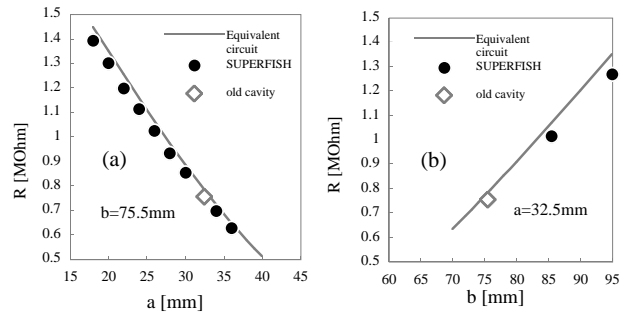 1.5
1.4
1.3
1.2
1.1
1
0.9
0.8
0.7
0.6
0.5
R [MOhm]
15 20 25 30 35 40 45
a [mm]
Equivalent
circuit
SUPERFISH
old cavity
(a)
b=75.5mm
1.5
1.4
1.3
1.2
1.1
1
0.9
0.8
0.7
0.6
0.5
R [MOhm]
60 65 70 75 80 85 90 95
b [mm]
Equivalent
circuit
SUPERFISH
old cavity
(b)
a=32.5mm